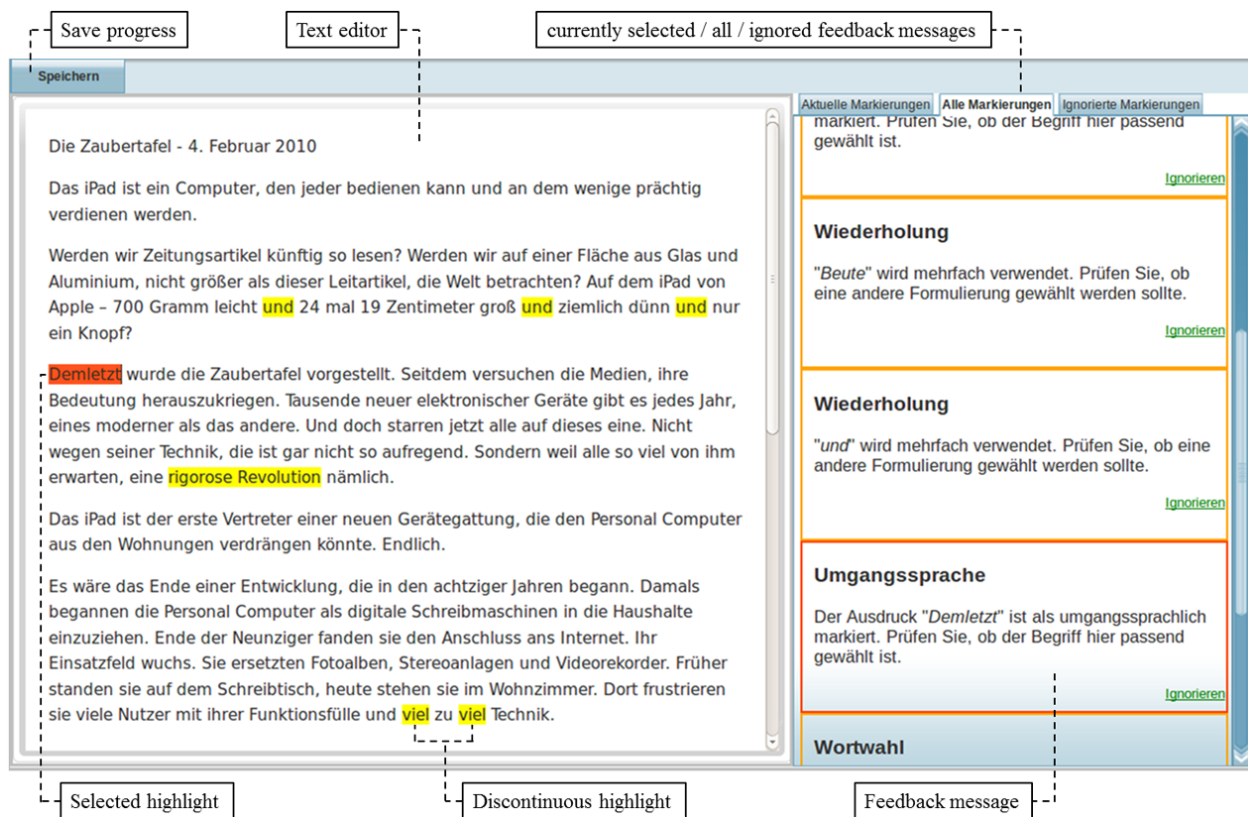 Save progress
Text editor
currently selected / all / ignored feedback messages
Speichern
Aktuelle Markierungen
Alle Markierungen
Ignorierte Markierungen
Die Zaubertafel - 4. Februar 2010
Das iPad ist ein Computer, den jeder bedienen kann und an dem wenige prächtig
verdienen werden.
Werden wir Zeitungsartikel künftig so lesen? Werden wir auf einer Fläche aus Glas und
Aluminium, nicht größer als dieser Leitartikel, die Welt betrachten? Auf dem iPad von
Apple – 700 Gramm leicht und 24 mal 19 Zentimeter groß und ziemlich dünn und nur
ein Knopf?
Demletzt wurde die Zaubertafel vorgestellt. Seitdem versuchen die Medien, ihre
Bedeutung herauszukriegen. Tausende neuer elektronischer Geräte gibt es jedes Jahr,
eines moderner als das andere. Und doch starren jetzt alle auf dieses eine. Nicht
wegen seiner Technik, die ist gar nicht so aufregend. Sondern weil alle so viel von ihm
erwarten, eine rigorose Revolution nämlich.
Das iPad ist der erste Vertreter einer neuen Gerätegattung, die den Personal Computer
aus den Wohnungen verdrängen könnte. Endlich.
Es wäre das Ende einer Entwicklung, die in den achtziger Jahren begann. Damals
begannen die Personal Computer als digitale Schreibmaschinen in die Haushalte
einzuziehen. Ende der Neunziger fanden sie den Anschluss ans Internet. Ihr
Einsatzfeld wuchs. Sie ersetzten Fotoalben, Stereoanlagen und Videorekorder. Früher
standen sie auf dem Schreibtisch, heute stehen sie im Wohnzimmer. Dort frustrieren
sie viele Nutzer mit ihrer Funktionsfülle und viel zu viel Technik.
markiert. Prüfen Sie, ob der Begriff hier passend
gewählt ist.
Ignorieren
Wiederholung
"Beute" wird mehrfach verwendet. Prüfen Sie, ob
eine andere Formulierung gewählt werden sollte.
Ignorieren
Wiederholung
"und" wird mehrfach verwendet. Prüfen Sie, ob eine
andere Formulierung gewählt werden sollte.
Ignorieren
Umgangssprache
Der Ausdruck "Demletzt" ist als umgangssprachlich
markiert. Prüfen Sie, ob der Begriff hier passend
gewählt ist.
Ignorieren
Wortwahl
Selected highlight
Discontinuous highlight
Feedback message